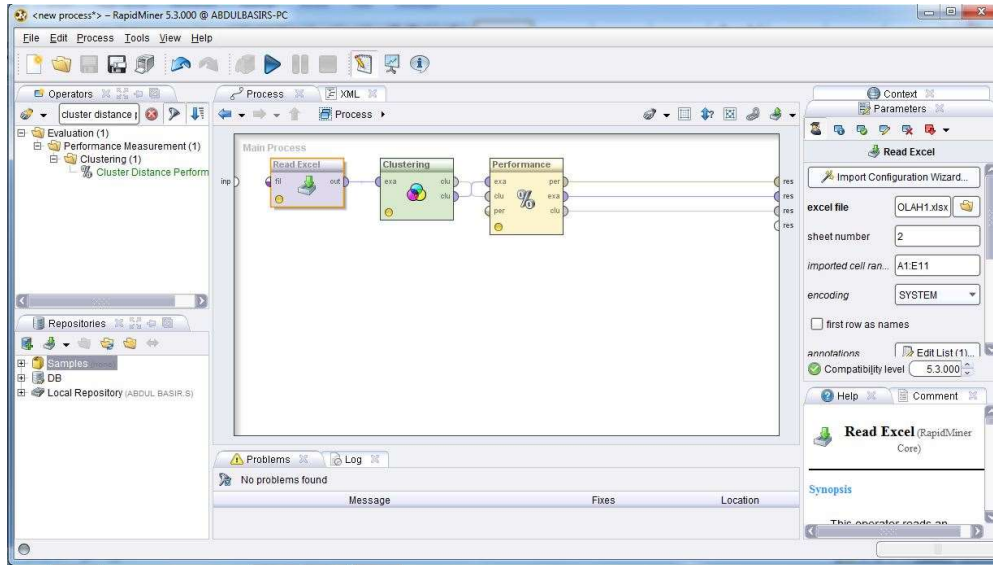 <new process*> – RapidMiner 5.3.000 @ ABDULBASIRS-PC
File Edit Process Tools View Help
Operators
cluster distance p
Evaluation (1)
Performance Measurement (1)
Clustering (1)
Cluster Distance Perform
Repositories
Samples
DB
Local Repository (ABDUL BASIR.S)
Process XML
Process
Main Process
Read Excel Clustering Performance
inp fil out exa clu exa per res
clu clu exa res
per clu res
res
Problems Log
No problems found
Message Fixes Location
Context
Parameters
Read Excel
Import Configuration Wizard...
excel file OLAH1.xlsx
sheet number 2
imported cell ran... A1:E11
encoding SYSTEM
first row as names
annotations Edit List (1)...
Compatibility level 5.3.000
Help Comment
Read Excel (RapidMiner
Core)
Synopsis
This operator reads an